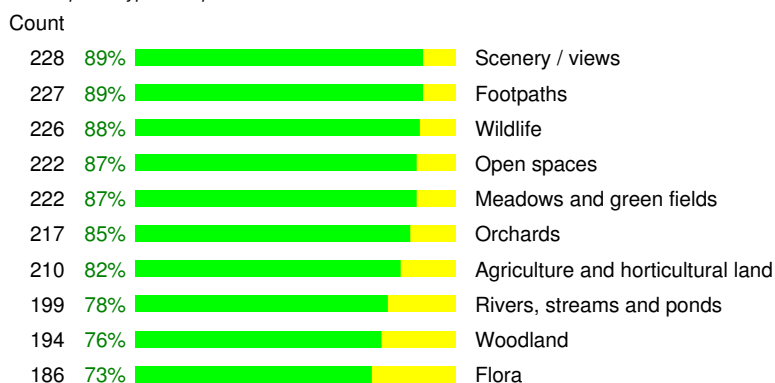 Count
228 89% Scenery / views
227 89% Footpaths
226 88% Wildlife
222 87% Open spaces
222 87% Meadows and green fields
217 85% Orchards
210 82% Agriculture and horticultural land
199 78% Rivers, streams and ponds
194 76% Woodland
186 73% Flora